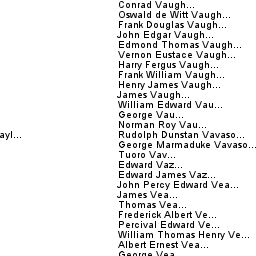 Conrad Vaugh...
Oswald de Witt Vaugh...
Frank Douglas Vaugh...
John Edgar Vaugh...
Edmond Thomas Vaugh...
Vernon Eustace Vaugh...
Harry Fergus Vaugh...
Frank William Vaugh...
Henry James Vaugh...
James Vaugh...
William Edward Vau...
George Vau...
Norman Roy Vau...
ayl... Rudolph Dunstan Vavaso...
George Marmaduke Vavaso...
Tuoro Vav...
Edward Vaz...
Edward James Vaz...
John Percy Edward Vea...
James Vea...
Thomas Vea...
Frederick Albert Ve...
Percival Edward Ve...
William Thomas Henry Ve...
Albert Ernest Vea...
George Vea...